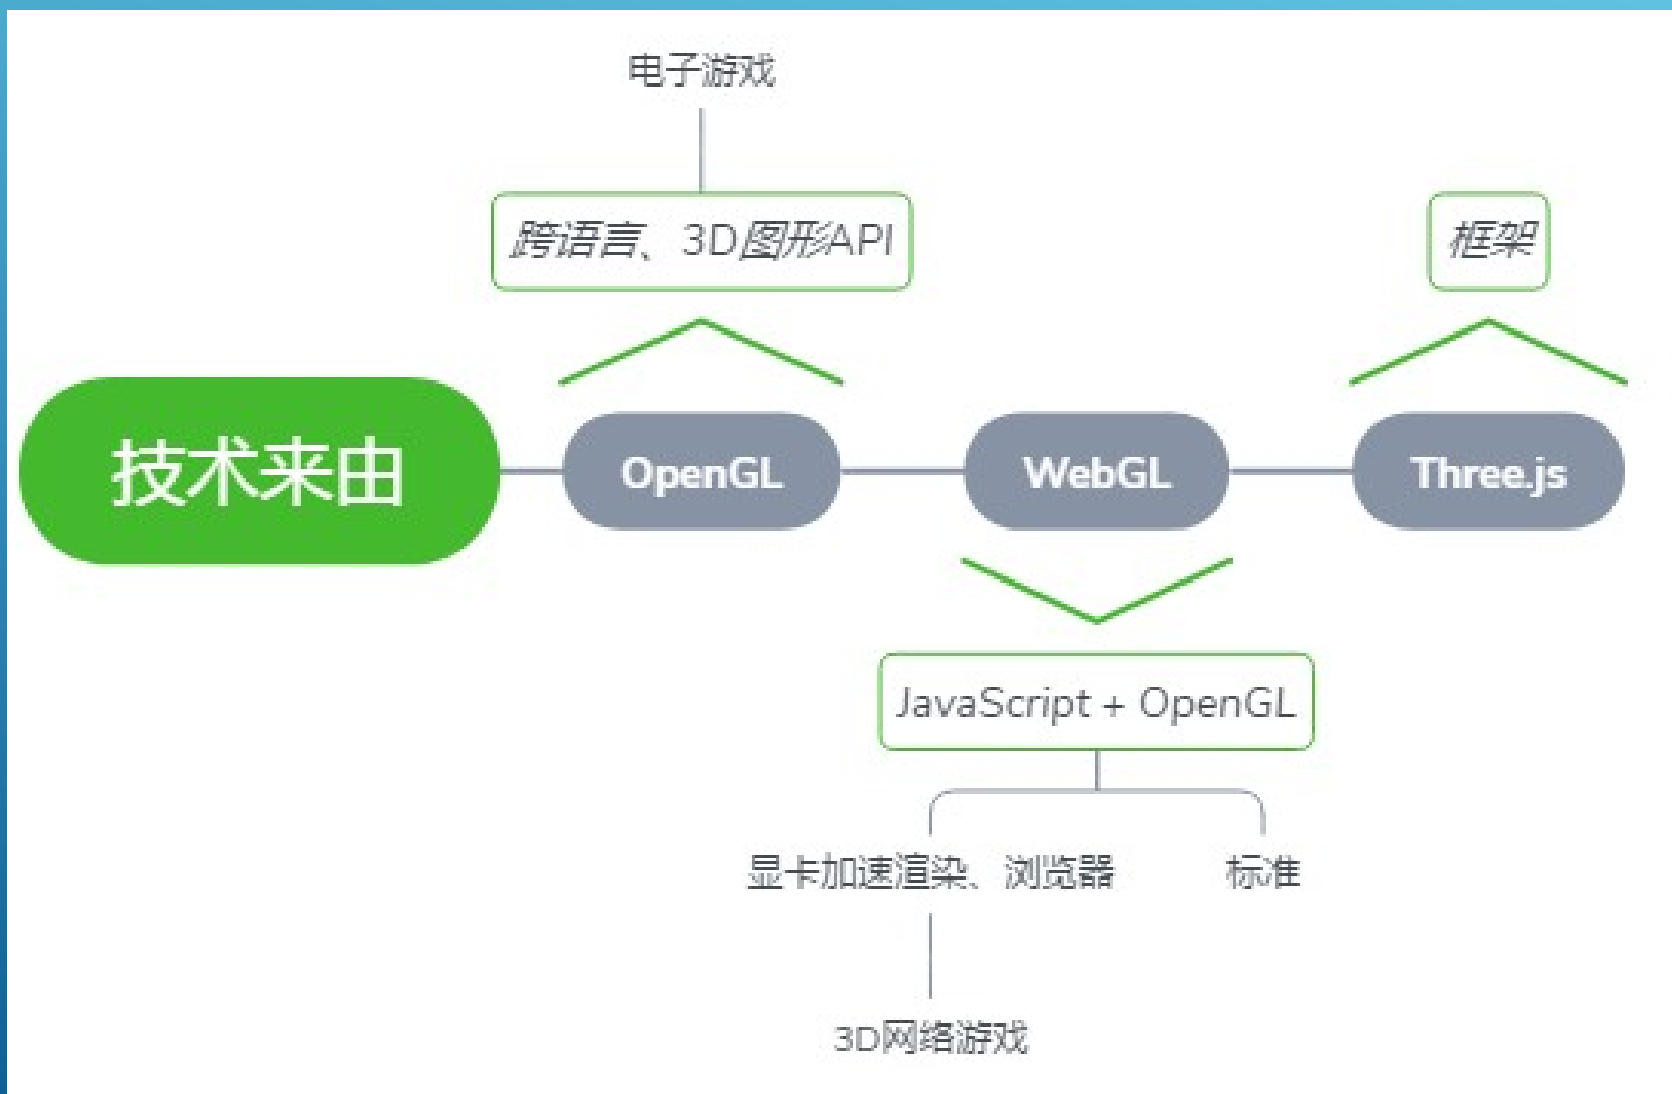 电子游戏
跨语言、3D图形API
框架
技术来由
OpenGL
WebGL
Three.js
JavaScript + OpenGL
显卡加速渲染、浏览器
标准
3D网络游戏